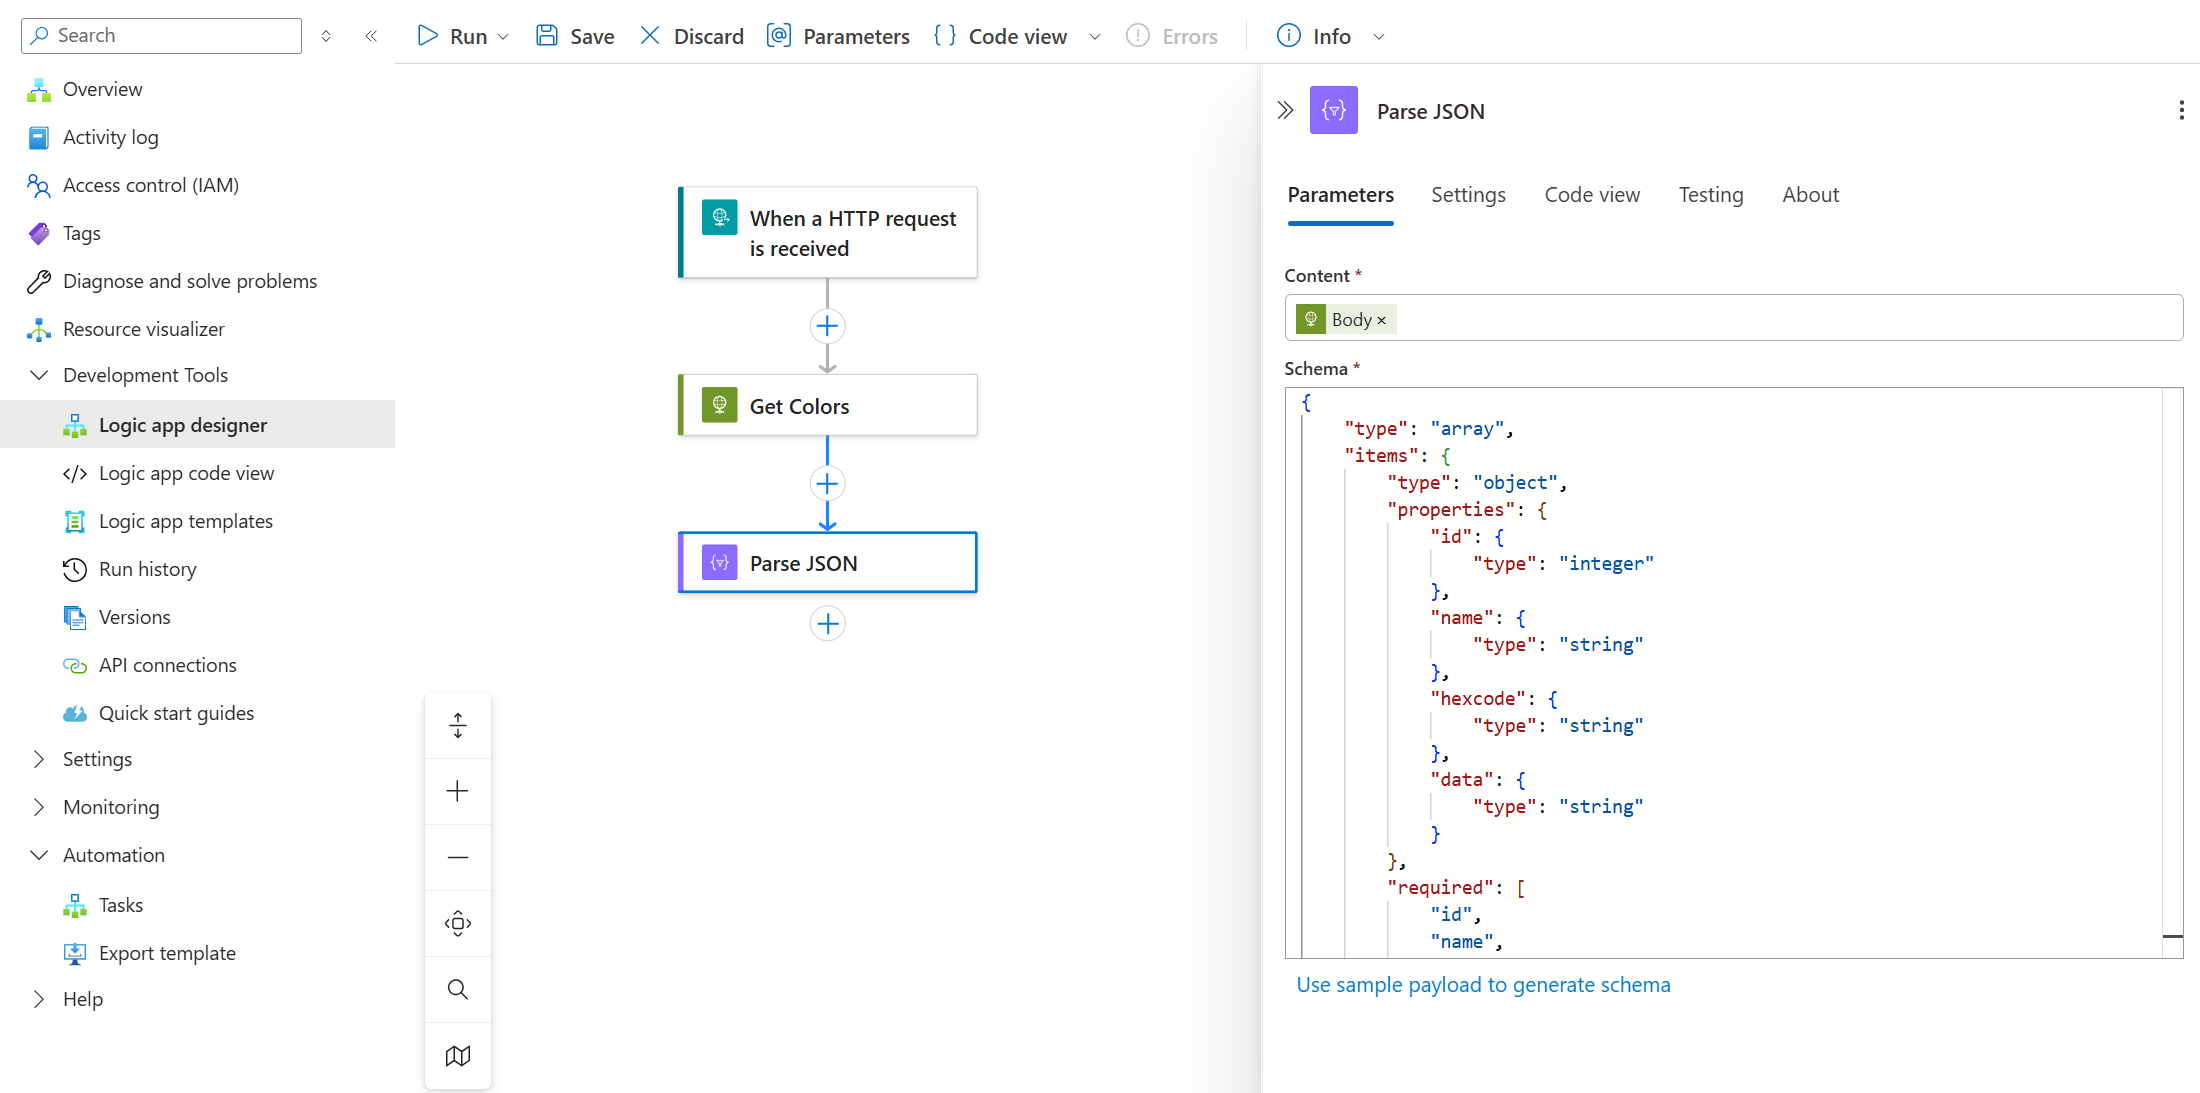 Search
Run
Save
Discard
Parameters
Code view
Errors
Info
Overview
Activity log
Access control (IAM)
Tags
Diagnose and solve problems
Resource visualizer
Development Tools
Logic app designer
Logic app code view
Logic app templates
Run history
Versions
API connections
Quick start guides
Settings
Monitoring
Automation
Tasks
Export template
Help
When a HTTP request
is received
Get Colors
Parse JSON
Parse JSON
Parameters
Settings
Code view
Testing
About
Content *
Body ×
Schema *
{
"type": "array",
"items": {
"type": "object",
"properties": {
"id": {
"type": "integer"
},
"name": {
"type": "string"
},
"hexcode": {
"type": "string"
},
"data": {
"type": "string"
}
},
"required": [
"id",
"name",
Use sample payload to generate schema